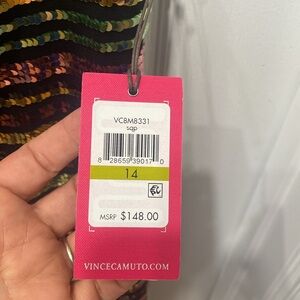 VC8M8331
sqp
8 28659 39017 0
14
MSRP $148.00
VINCECAMUTO.COM